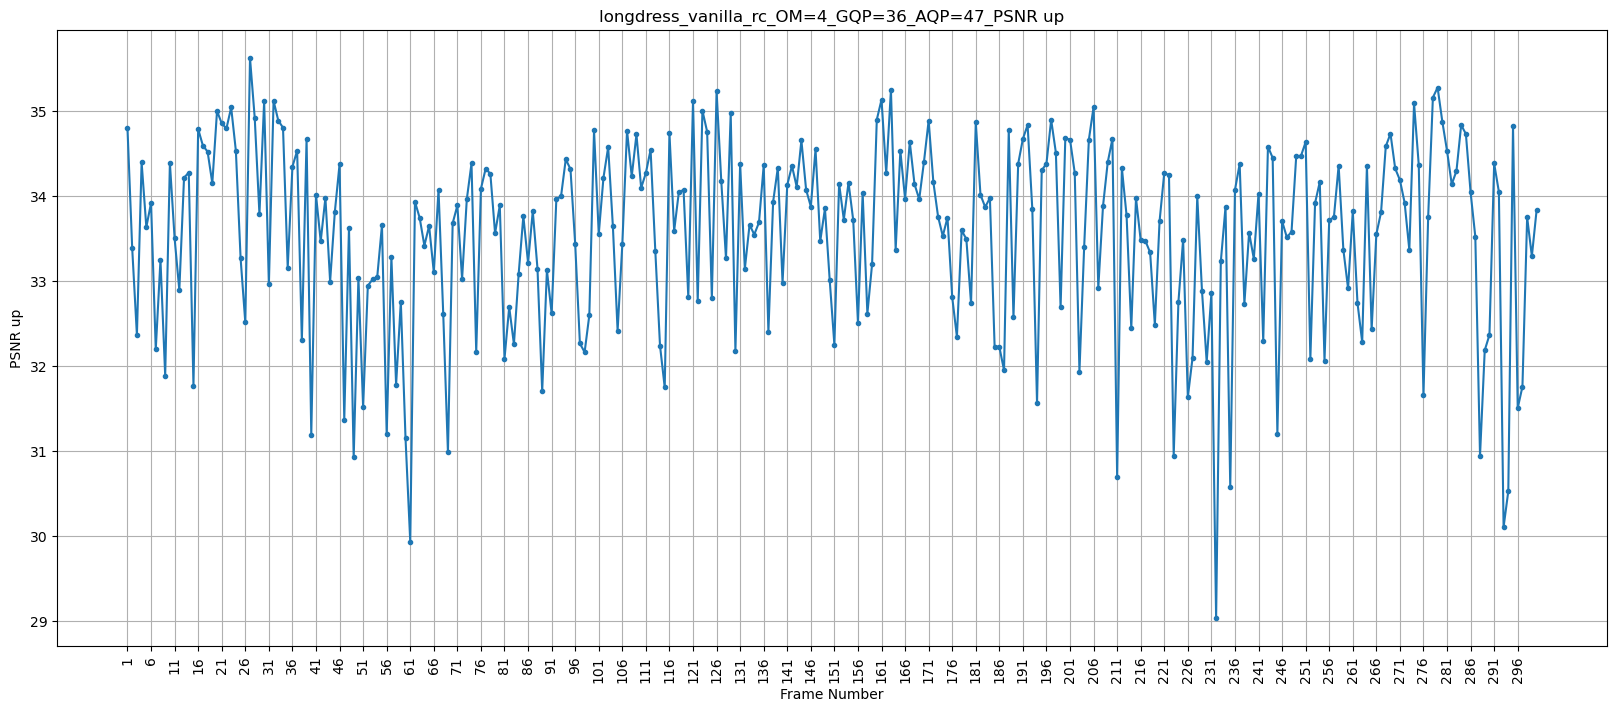 longdress_vanilla_rc_OM=4_GQP=36_AQP=47_PSNR up
PSNR up
35
34
33
32
31
30
29
1 6 11 16 21 26 31 36 41 46 51 56 61 66 71 76 81 86 91 96 101 106 111 116 121 126 131 136 141 146 151 156 161 166 171 176 181 186 191 196 201 206 211 216 221 226 231 236 241 246 251 256 261 266 271 276 281 286 291 296
Frame Number